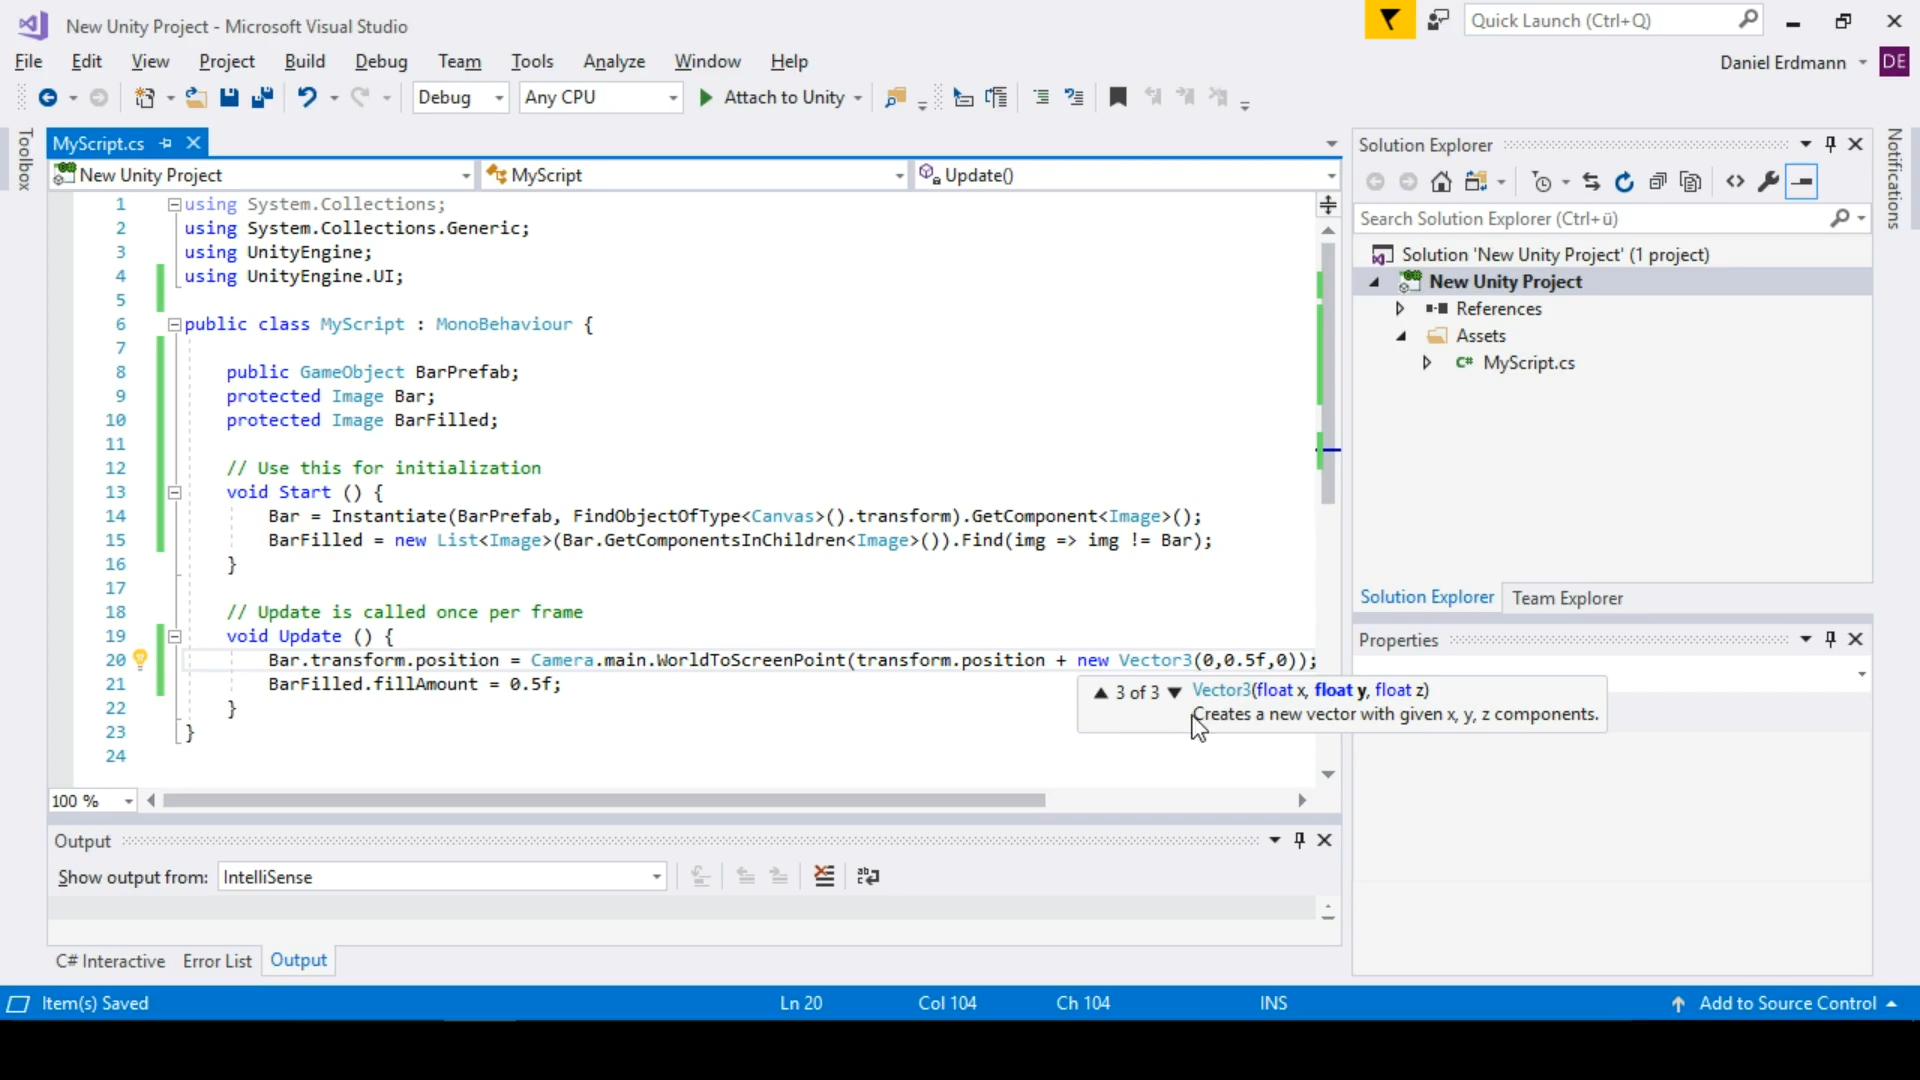 New Unity Project - Microsoft Visual Studio
Quick Launch (Ctrl+Q)
File Edit View Project Build Debug Team Tools Analyze Window Help
Daniel Erdmann DE
Debug Any CPU Attach to Unity
Toolbox
MyScript.cs
New Unity Project MyScript Update()
1 using System.Collections;
2 using System.Collections.Generic;
3 using UnityEngine;
4 using UnityEngine.UI;
5
6 public class MyScript : MonoBehaviour {
7
8 public GameObject BarPrefab;
9 protected Image Bar;
10 protected Image BarFilled;
11
12 // Use this for initialization
13 void Start () {
14 Bar = Instantiate(BarPrefab, FindObjectOfType<Canvas>().transform).GetComponent<Image>();
15 BarFilled = new List<Image>(Bar.GetComponentsInChildren<Image>()).Find(img => img != Bar);
16 }
17
18 // Update is called once per frame
19 void Update () {
20 Bar.transform.position = Camera.main.WorldToScreenPoint(transform.position + new Vector3(0,0.5f,0));
21 BarFilled.fillAmount = 0.5f;
22 }
23 }
24
3 of 3 Vector3(float x, float y, float z)
Creates a new vector with given x, y, z components.
100 %
Output
Show output from: IntelliSense
C# Interactive Error List Output
Solution Explorer
Search Solution Explorer (Ctrl+ü)
Solution 'New Unity Project' (1 project)
New Unity Project
References
Assets
C# MyScript.cs
Solution Explorer Team Explorer
Properties
Notifications
Item(s) Saved Ln 20 Col 104 Ch 104 INS Add to Source Control